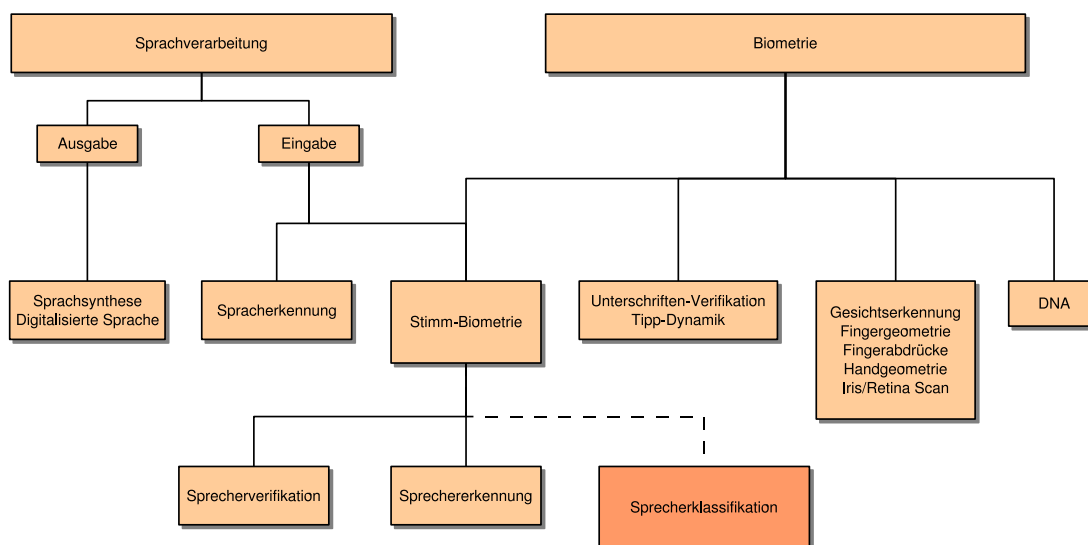 Sprachverarbeitung
Biometrie
Ausgabe
Eingabe
Sprachsynthese
Digitalisierte Sprache
Spracherkennung
Stimm-Biometrie
Unterschriften-Verifikation
Tipp-Dynamik
Gesichtserkennung
Fingergeometrie
Fingerabdrücke
Handgeometrie
Iris/Retina Scan
DNA
Sprecherverifikation
Sprechererkennung
Sprecherklassifikation